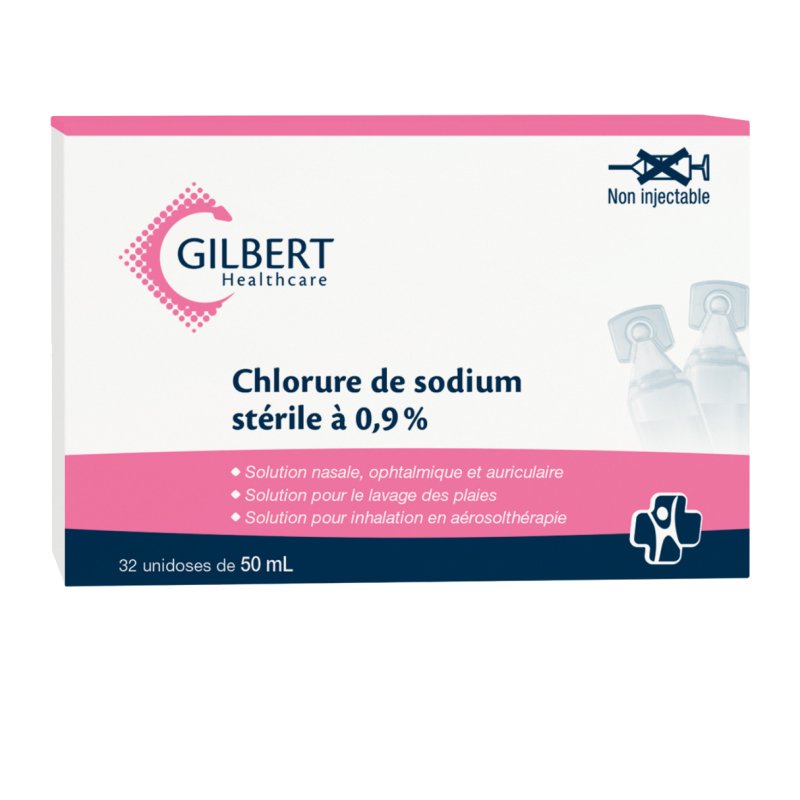 Non injectable
GILBERT
Healthcare
Chlorure de sodium
stérile à 0,9 %
Solution nasale, ophtalmique et auriculaire
Solution pour le lavage des plaies
Solution pour inhalation en aérosolthérapie
32 unidoses de 50 mL